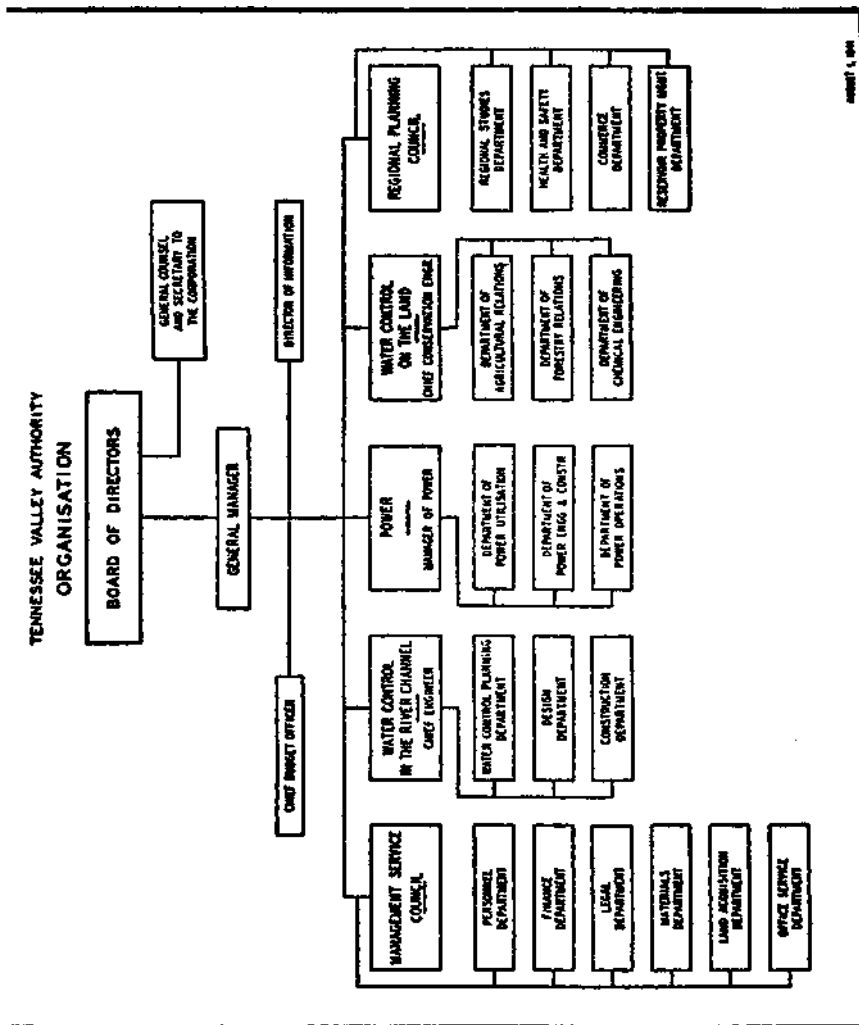 TENNESSEE VALLEY AUTHORITY
ORGANISATION
BOARD OF DIRECTORS
GENERAL COUNSEL
AND SECRETARY TO
THE CORPORATION
GENERAL MANAGER
CHIEF BUDGET OFFICER
DIRECTOR OF INFORMATION
MANAGEMENT SERVICE
COUNCIL
PERSONNEL
DEPARTMENT
FINANCE
DEPARTMENT
LEGAL
DEPARTMENT
MATERIALS
DEPARTMENT
LAND ACQUISITION
DEPARTMENT
OFFICE SERVICE
DEPARTMENT
WATER CONTROL
IN THE RIVER CHANNEL
CHIEF ENGINEER
WATER CONTROL PLANNING
DEPARTMENT
DESIGN
DEPARTMENT
CONSTRUCTION
DEPARTMENT
POWER
MANAGER OF POWER
DEPARTMENT OF
POWER UTILISATION
DEPARTMENT OF
POWER ENGG & CONSTR
DEPARTMENT OF
POWER OPERATIONS
WATER CONTROL
ON THE LAND
CHIEF CONSERVATION ENGR.
DEPARTMENT OF
AGRICULTURAL RELATIONS
DEPARTMENT OF
FORESTRY RELATIONS
DEPARTMENT OF
CHEMICAL ENGINEERING
REGIONAL PLANNING
COUNCIL
REGIONAL STUDIES
DEPARTMENT
HEALTH AND SAFETY
DEPARTMENT
COMMERCE
DEPARTMENT
RESERVOIR PROPERTY MGMT
DEPARTMENT
AUGUST